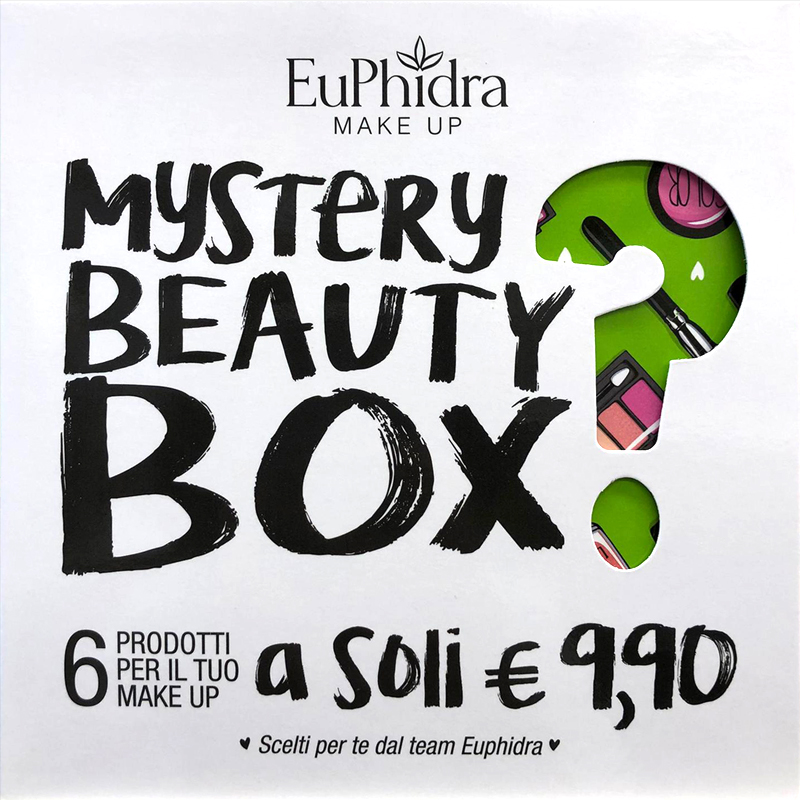 EuPhidra
MAKE UP
MYSTERY
BEAUTY
BOX
6 PRODOTTI
PER IL TUO
MAKE UP
a Soli € 9,90
♥ Scelti per te dal team Euphidra ♥